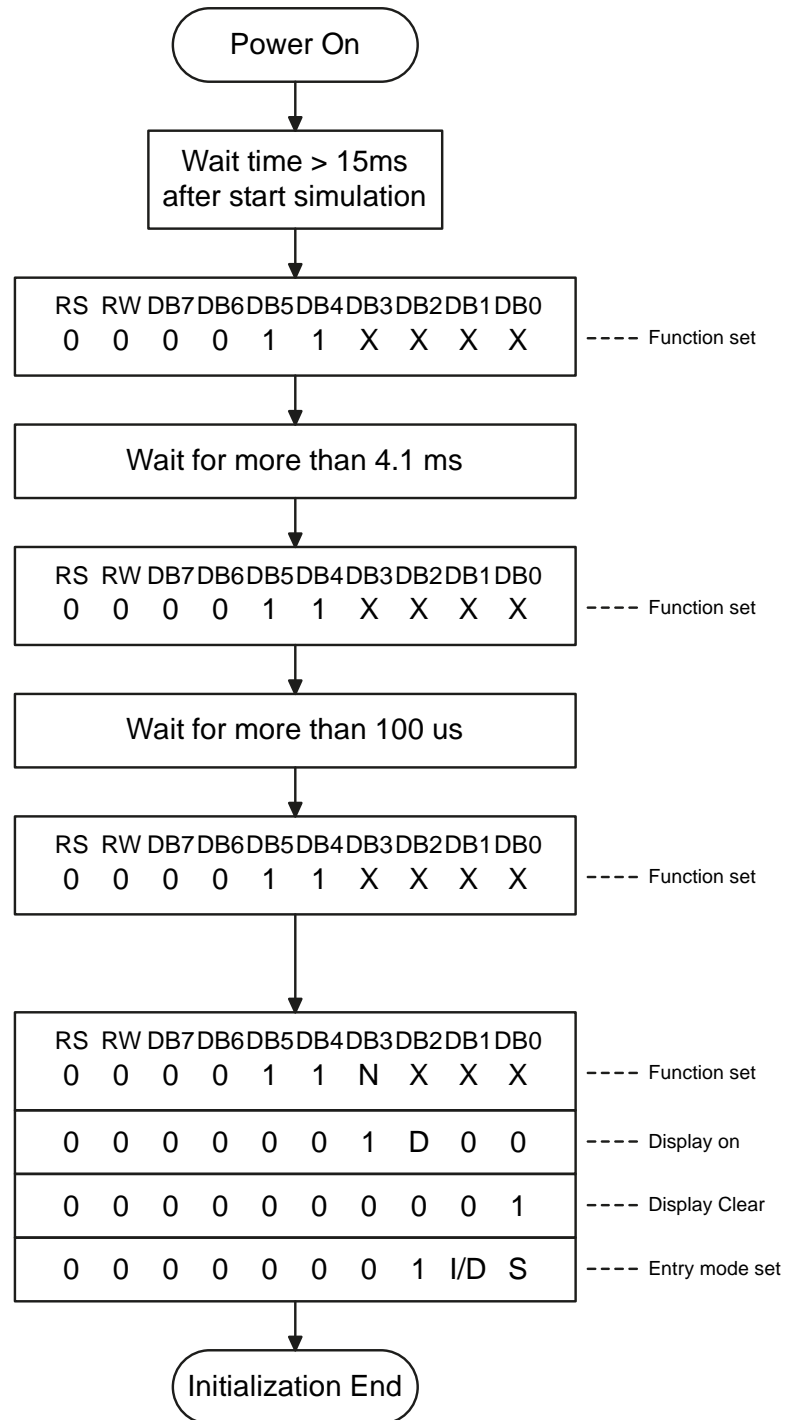 Power On
Wait time > 15ms
after start simulation
RS RW DB7DB6DB5DB4DB3DB2DB1DB0
0 0 0 0 1 1 X X X X
Function set
Wait for more than 4.1 ms
RS RW DB7DB6DB5DB4DB3DB2DB1DB0
0 0 0 0 1 1 X X X X
Function set
Wait for more than 100 us
RS RW DB7DB6DB5DB4DB3DB2DB1DB0
0 0 0 0 1 1 X X X X
Function set
RS RW DB7DB6DB5DB4DB3DB2DB1DB0
0 0 0 0 1 1 N X X X
Function set
0 0 0 0 0 0 1 D 0 0
Display on
0 0 0 0 0 0 0 0 0 1
Display Clear
0 0 0 0 0 0 0 1 I/D S
Entry mode set
Initialization End